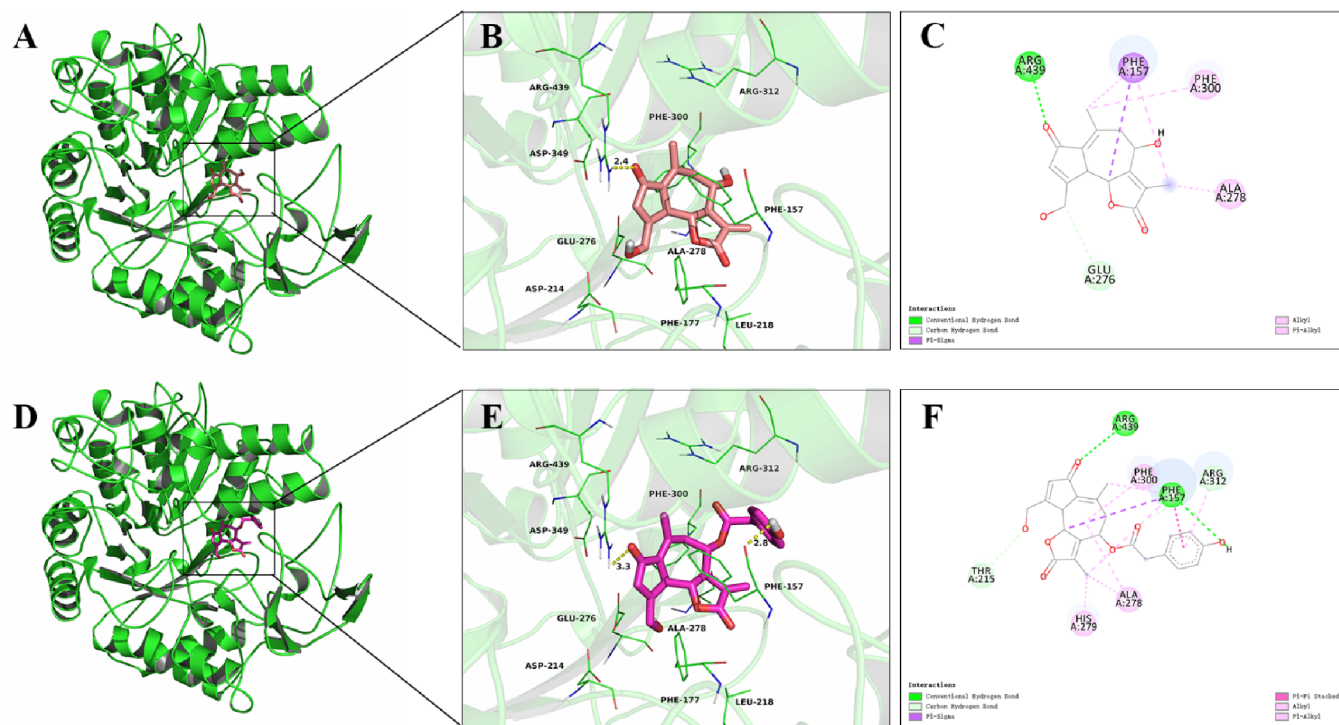 A
B
ARG-439
ARG-312
PHE-300
ASP-349
2.4
PHE-157
GLU-276
ALA-278
ASP-214
PHE-177
LEU-218
C
ARG
A:439
PHE
A:157
PHE
A:300
O
H
O
ALA
A:278
O
O
O
GLU
A:276
Interactions
Conventional Hydrogen Bond
Carbon Hydrogen Bond
Pi-Sigma
Alkyl
Pi-Alkyl
D
E
ARG-439
ARG-312
PHE-300
ASP-349
2.8
3.3
PHE-157
GLU-276
ALA-278
ASP-214
PHE-177
LEU-218
F
ARG
A:439
O
PHE
A:300
PHE
A:157
ARG
A:312
O
O
O
O
O
O
H
THR
A:215
ALA
A:278
HIS
A:279
Interactions
Conventional Hydrogen Bond
Carbon Hydrogen Bond
Pi-Sigma
Pi-Pi Stacked
Alkyl
Pi-Alkyl